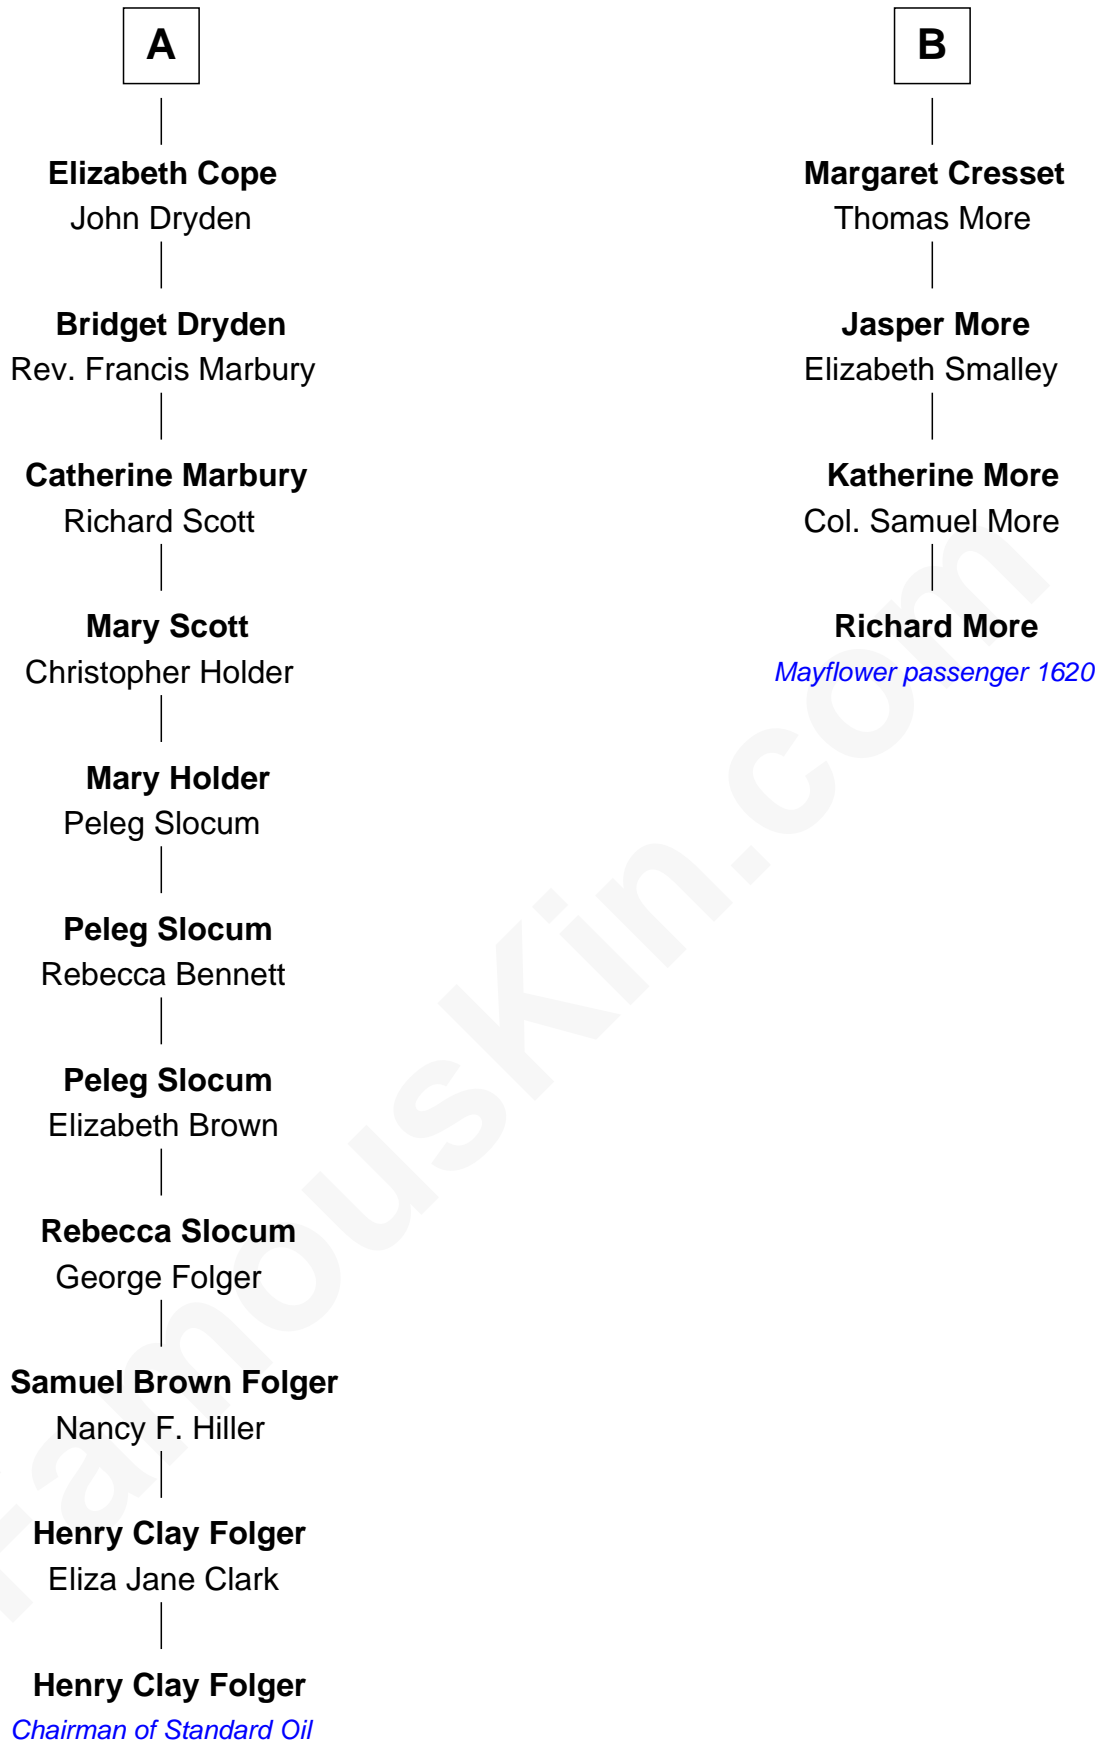 A
Elizabeth Cope
John Dryden
Bridget Dryden
Rev. Francis Marbury
Catherine Marbury
Richard Scott
Mary Scott
Christopher Holder
Mary Holder
Peleg Slocum
Peleg Slocum
Rebecca Bennett
Peleg Slocum
Elizabeth Brown
Rebecca Slocum
George Folger
Samuel Brown Folger
Nancy F. Hiller
Henry Clay Folger
Eliza Jane Clark
Henry Clay Folger
Chairman of Standard Oil
B
Margaret Cresset
Thomas More
Jasper More
Elizabeth Smalley
Katherine More
Col. Samuel More
Richard More
Mayflower passenger 1620
FamousKin.com